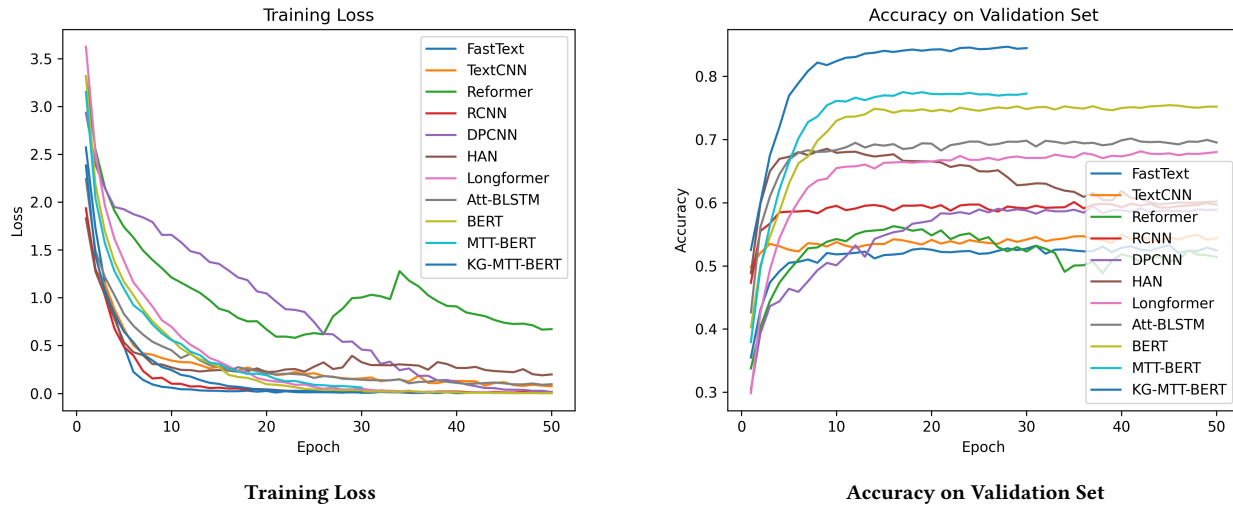 Training Loss
Loss
3.5
3.0
2.5
2.0
1.5
1.0
0.5
0.0
0
10
20
30
40
50
Epoch
FastText
TextCNN
Reformer
RCNN
DPCNN
HAN
Longformer
Att-BLSTM
BERT
MTT-BERT
KG-MTT-BERT
Training Loss
Accuracy on Validation Set
Accuracy
0.8
0.7
0.6
0.5
0.4
0.3
0
10
20
30
40
50
Epoch
FastText
TextCNN
Reformer
RCNN
DPCNN
HAN
Longformer
Att-BLSTM
BERT
MTT-BERT
KG-MTT-BERT
Accuracy on Validation Set